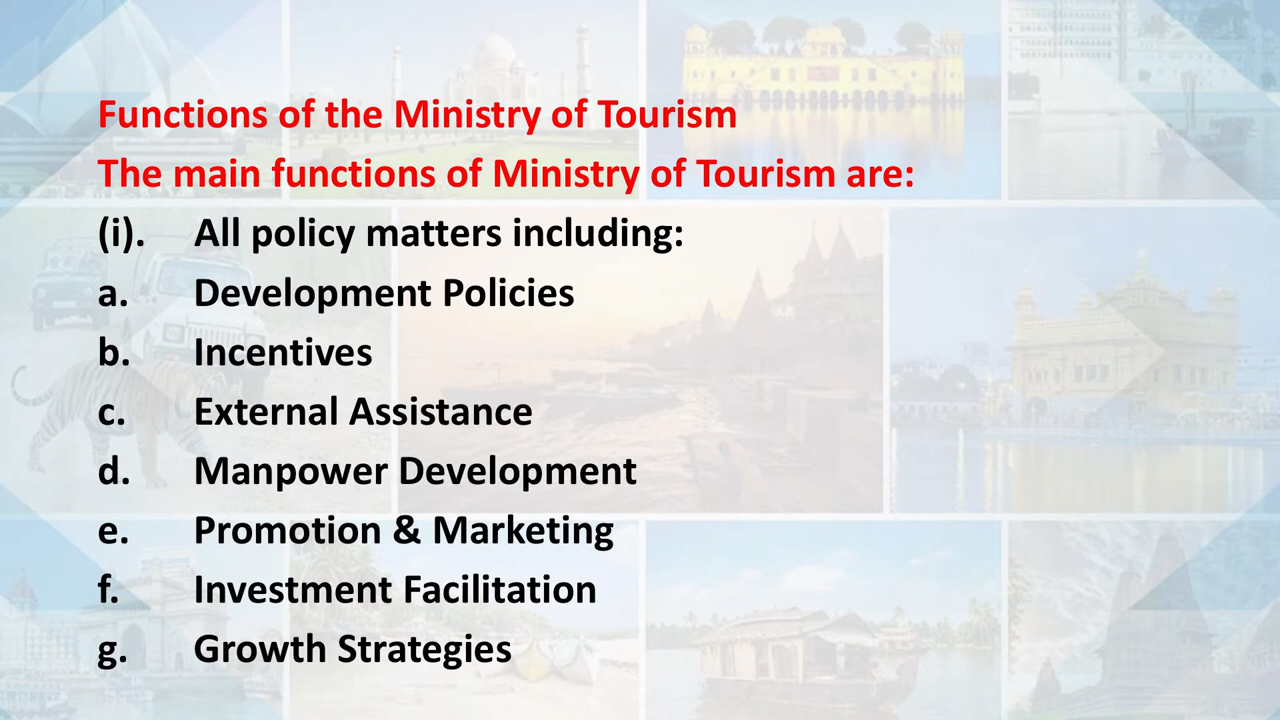 Functions of the Ministry of Tourism
The main functions of Ministry of Tourism are:
(i). All policy matters including:
a. Development Policies
b. Incentives
c. External Assistance
d. Manpower Development
e. Promotion & Marketing
f. Investment Facilitation
g. Growth Strategies